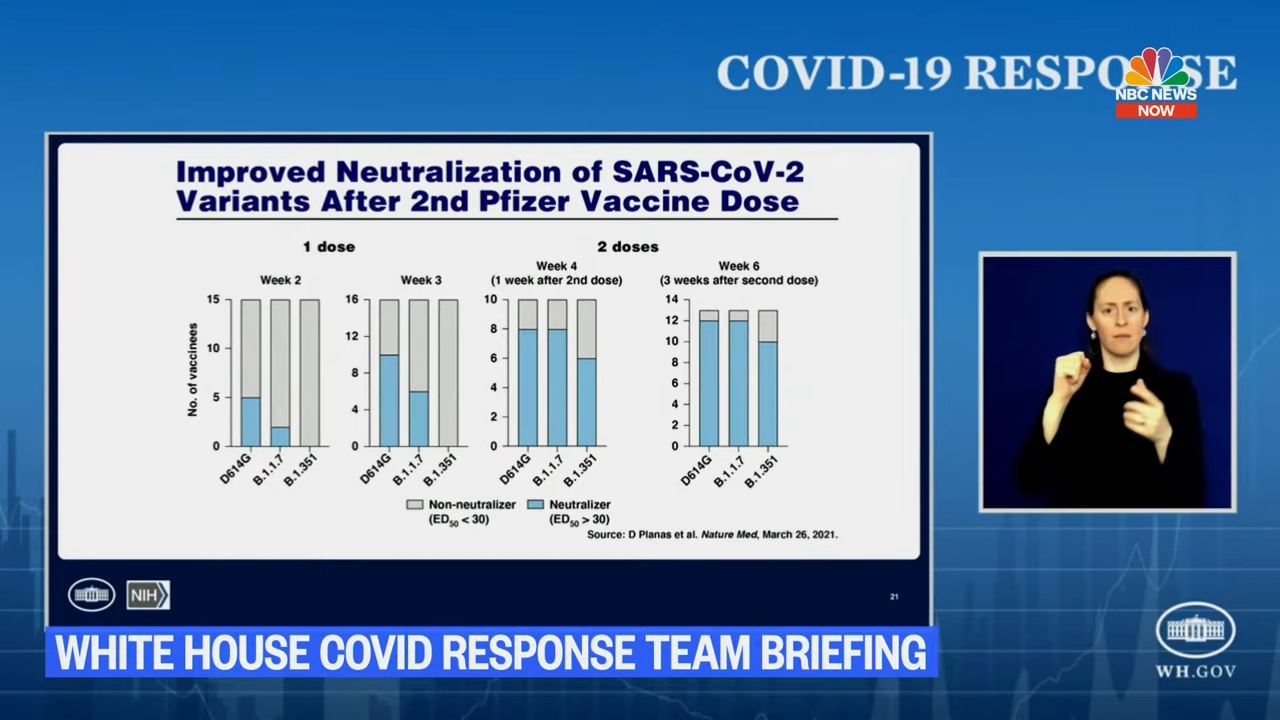 COVID-19 RESPONSE
NBC NEWS
NOW
Improved Neutralization of SARS-CoV-2
Variants After 2nd Pfizer Vaccine Dose
1 dose
2 doses
Week 2
Week 3
Week 4
(1 week after 2nd dose)
Week 6
(3 weeks after second dose)
No. of vaccinees
15
10
5
0
D614G
B.1.1.7
B.1.351
16
12
8
4
0
D614G
B.1.1.7
B.1.351
10
8
6
4
2
0
D614G
B.1.1.7
B.1.351
14
12
10
8
6
4
2
0
D614G
B.1.1.7
B.1.351
Non-neutralizer
(ED50 < 30)
Neutralizer
(ED50 > 30)
Source: D Planas et al. Nature Med, March 26, 2021.
NIH
21
WHITE HOUSE COVID RESPONSE TEAM BRIEFING
WH.GOV